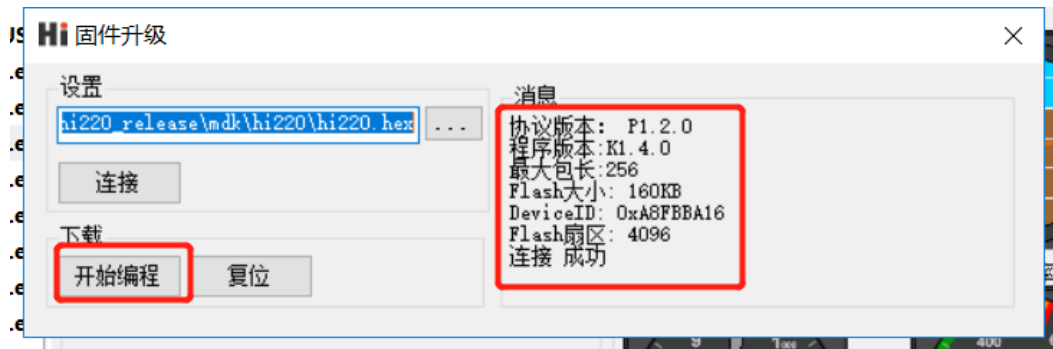 Hi 固件升级
设置
hi220_release\mdk\hi220\hi220.hex
...
连接
下载
开始编程
复位
消息
协议版本: P1.2.0
程序版本:K1.4.0
最大包长:256
Flash大小: 160KB
DeviceID: 0xA8FBBA16
Flash扇区: 4096
连接 成功
9
400